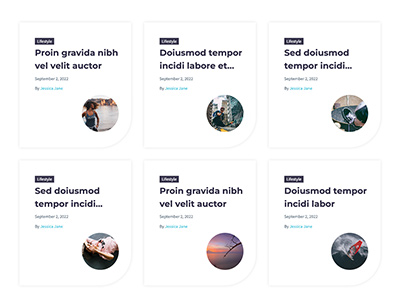 Lifestyle
Proin gravida nibh
vel velit auctor
September 2, 2022
By Jessica Jane
Lifestyle
Doiusmod tempor
incidi labore et...
September 2, 2022
By Jessica Jane
Lifestyle
Sed doiusmod
tempor incidi...
September 2, 2022
By Jessica Jane
Lifestyle
Sed doiusmod
tempor incidi...
September 2, 2022
By Jessica Jane
Lifestyle
Proin gravida nibh
vel velit auctor
September 2, 2022
By Jessica Jane
Lifestyle
Doiusmod tempor
incidi labor
September 2, 2022
By Jessica Jane